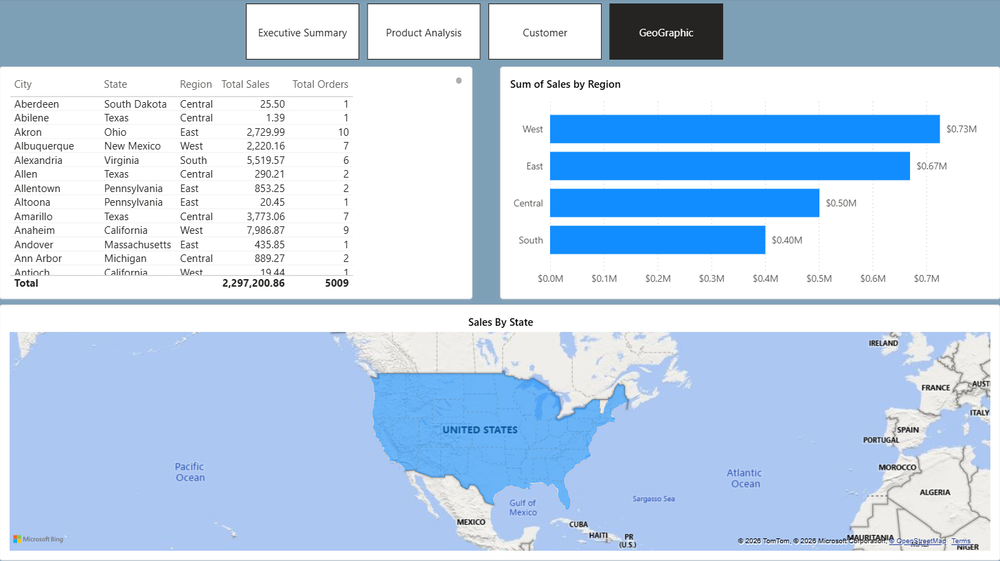 Executive Summary
Product Analysis
Customer
GeoGraphic
City State Region Total Sales Total Orders
Aberdeen South Dakota Central 25.50 1
Abilene Texas Central 1.39 1
Akron Ohio East 2,729.99 10
Albuquerque New Mexico West 2,220.16 7
Alexandria Virginia South 5,519.57 6
Allen Texas Central 290.21 2
Allentown Pennsylvania East 853.25 2
Altoona Pennsylvania East 20.45 1
Amarillo Texas Central 3,773.06 7
Anaheim California West 7,986.87 9
Andover Massachusetts East 435.85 1
Ann Arbor Michigan Central 889.27 2
Antioch California West 19.44 1
Total 2,297,200.86 5009
Sum of Sales by Region
West $0.73M
East $0.67M
Central $0.50M
South $0.40M
$0.0M $0.1M $0.2M $0.3M $0.4M $0.5M $0.6M $0.7M
Sales By State
IRELAND
FRANCE
AUST
ITALY
UNITED STATES
SPAIN
PORTUGAL
Pacific
Ocean
MOROCCO
Atlantic
Ocean
ALGERIA
Sargasso Sea
Gulf of
Mexico
MEXICO
CUBA
HAITI
PR
(U.S.)
MAURITANIA
NIGER
Microsoft Bing
© 2026 TomTom, © 2026 Microsoft Corporation, © OpenStreetMap Terms